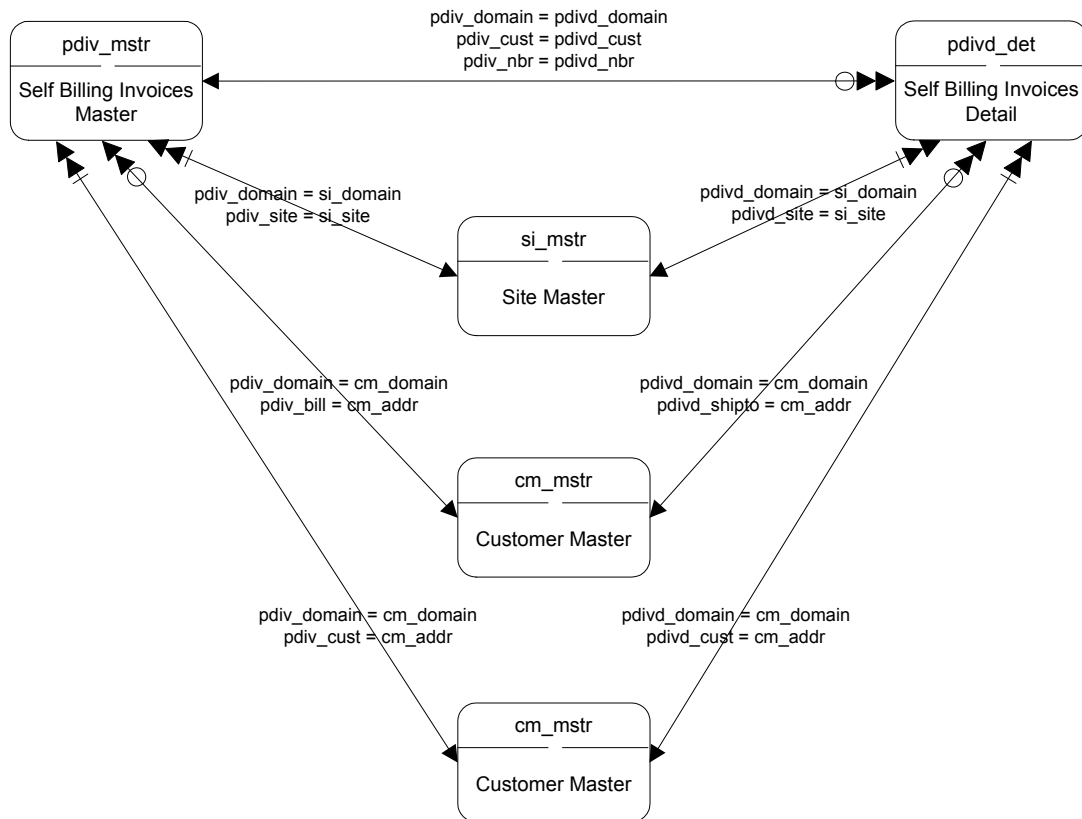 pdiv_domain = pdivd_domain
pdiv_cust = pdivd_cust
pdiv_nbr = pdivd_nbr
pdiv_mstr
Self Billing Invoices
Master
pdivd_det
Self Billing Invoices
Detail
pdiv_domain = si_domain
pdiv_site = si_site
pdivd_domain = si_domain
pdivd_site = si_site
si_mstr
Site Master
pdiv_domain = cm_domain
pdiv_bill = cm_addr
pdivd_domain = cm_domain
pdivd_shipto = cm_addr
cm_mstr
Customer Master
pdiv_domain = cm_domain
pdiv_cust = cm_addr
pdivd_domain = cm_domain
pdivd_cust = cm_addr
cm_mstr
Customer Master